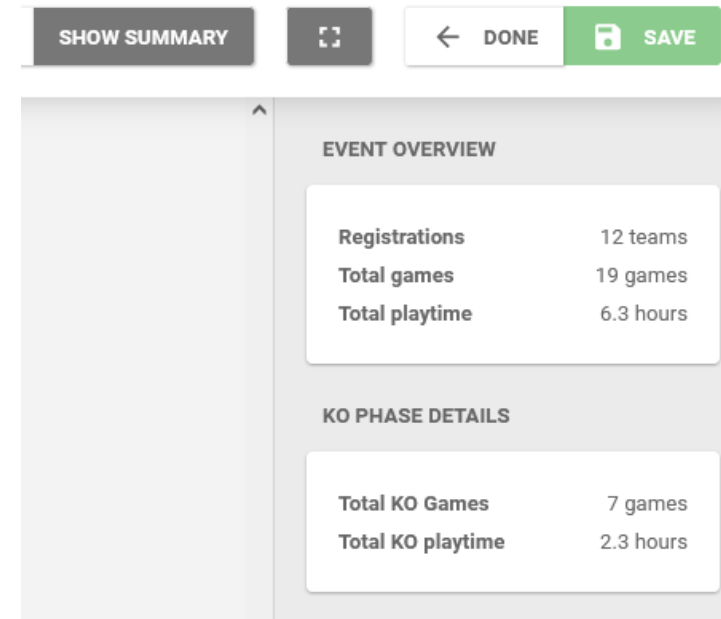 SHOW SUMMARY
DONE
SAVE
EVENT OVERVIEW
Registrations 12 teams
Total games 19 games
Total playtime 6.3 hours
KO PHASE DETAILS
Total KO Games 7 games
Total KO playtime 2.3 hours